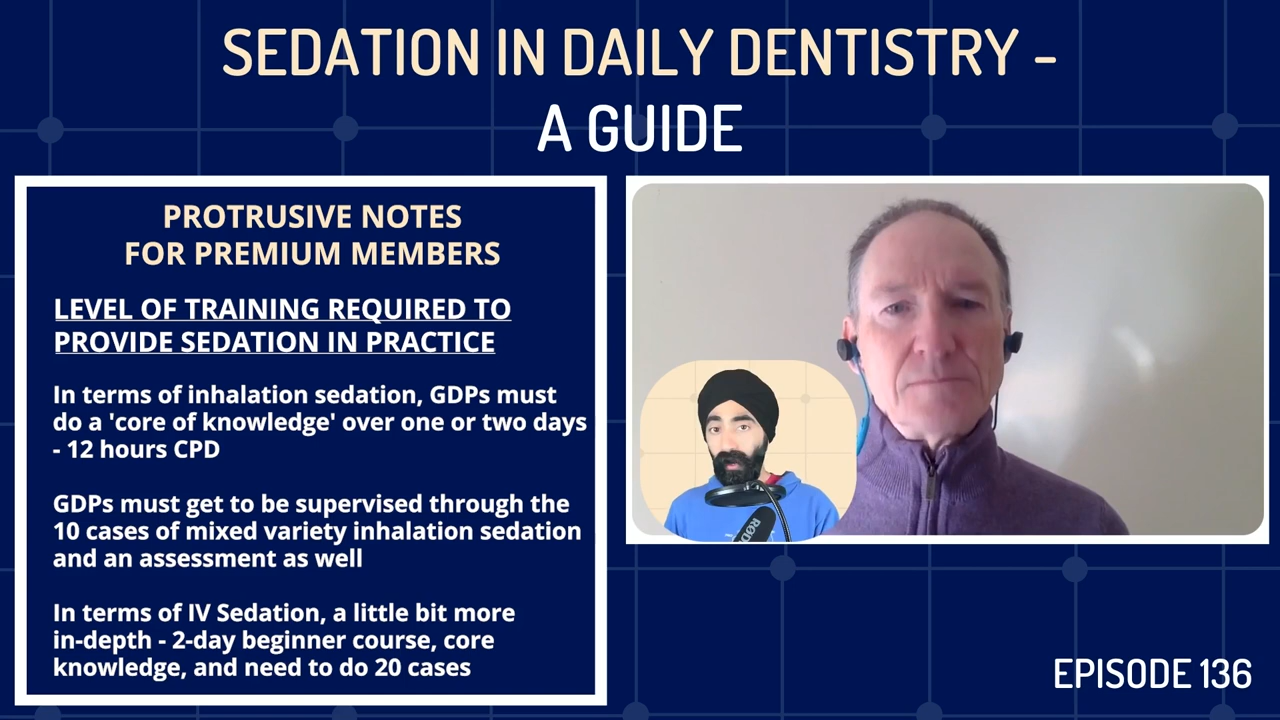 SEDATION IN DAILY DENTISTRY -
A GUIDE
PROTRUSIVE NOTES
FOR PREMIUM MEMBERS
LEVEL OF TRAINING REQUIRED TO
PROVIDE SEDATION IN PRACTICE
In terms of inhalation sedation, GDPs must
do a 'core of knowledge' over one or two days
- 12 hours CPD
GDPs must get to be supervised through the
10 cases of mixed variety inhalation sedation
and an assessment as well
In terms of IV Sedation, a little bit more
in-depth - 2-day beginner course, core
knowledge, and need to do 20 cases
RØDE
EPISODE 136